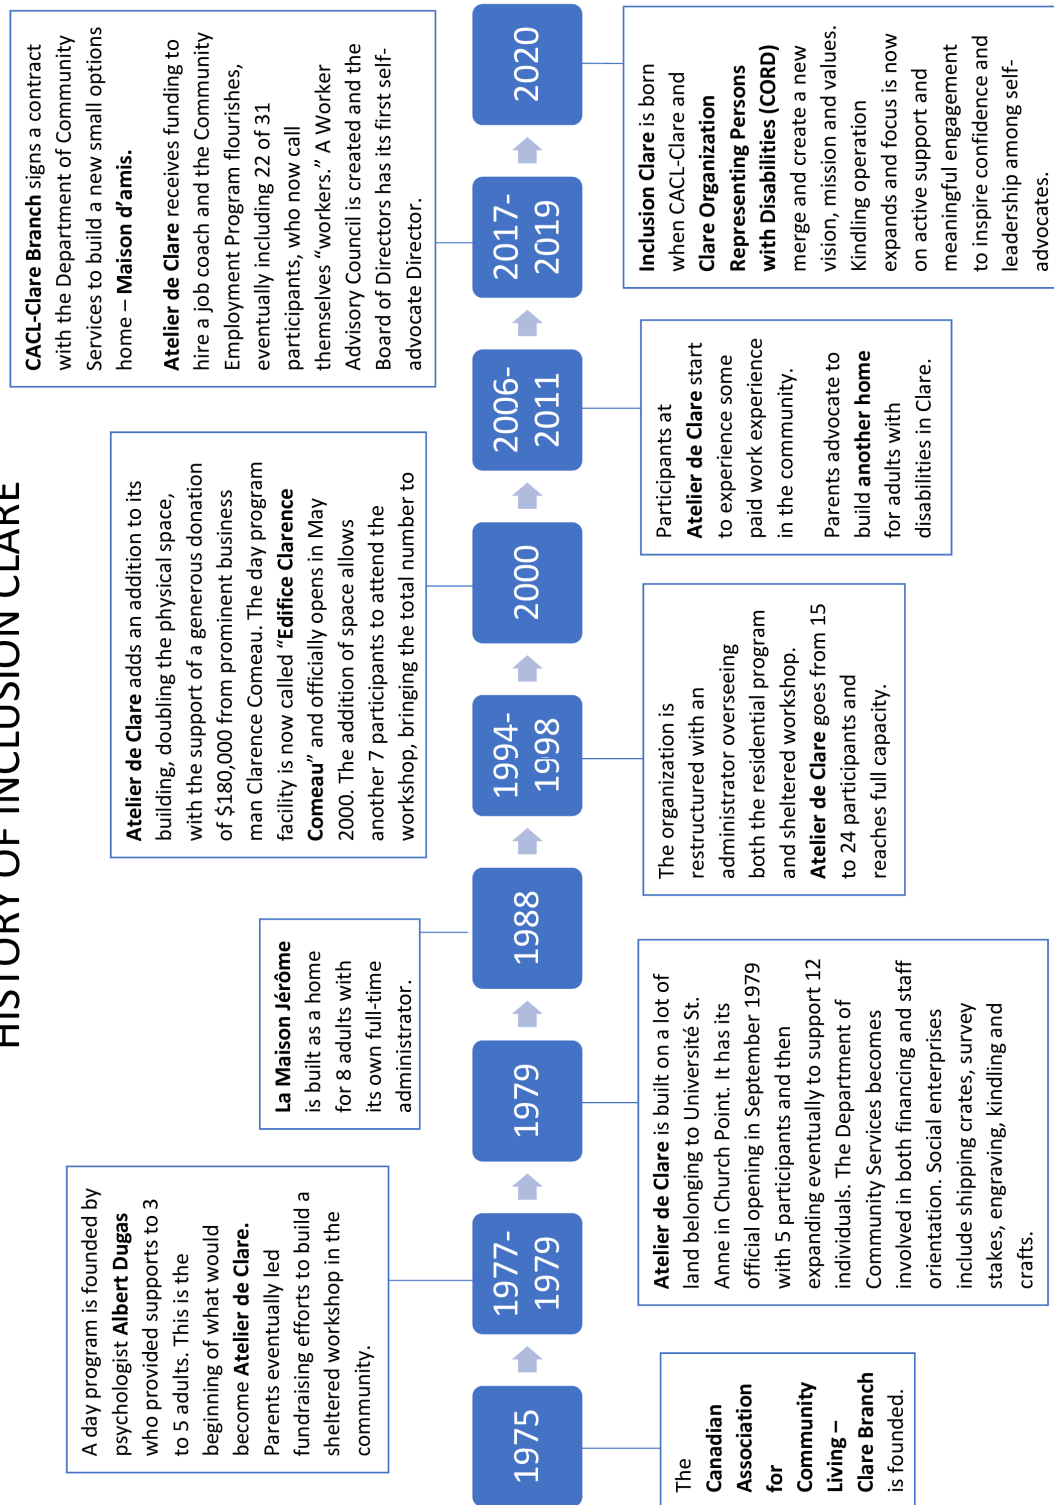 HISTORY OF INCLUSION CLARE
1975
The
Canadian
Association
for
Community
Living –
Clare Branch
is founded.
1977-
1979
A day program is founded by
psychologist Albert Dugas
who provided supports to 3
to 5 adults. This is the
beginning of what would
become Atelier de Clare.
Parents eventually led
fundraising efforts to build a
sheltered workshop in the
community.
1979
Atelier de Clare is built on a lot of
land belonging to Université St.
Anne in Church Point. It has its
official opening in September 1979
with 5 participants and then
expanding eventually to support 12
individuals. The Department of
Community Services becomes
involved in both financing and staff
orientation. Social enterprises
include shipping crates, survey
stakes, engraving, kindling and
crafts.
1988
La Maison Jérôme
is built as a home
for 8 adults with
its own full-time
administrator.
1994-
1998
The organization is
restructured with an
administrator overseeing
both the residential program
and sheltered workshop.
Atelier de Clare goes from 15
to 24 participants and
reaches full capacity.
2000
Atelier de Clare adds an addition to its
building, doubling the physical space,
with the support of a generous donation
of $180,000 from prominent business
man Clarence Comeau. The day program
facility is now called “Edifice Clarence
Comeau” and officially opens in May
2000. The addition of space allows
another 7 participants to attend the
workshop, bringing the total number to
2006-
2011
Participants at
Atelier de Clare start
to experience some
paid work experience
in the community.
Parents advocate to
build another home
for adults with
disabilities in Clare.
2017-
2019
CACL-Clare Branch signs a contract
with the Department of Community
Services to build a new small options
home – Maison d’amis.
Atelier de Clare receives funding to
hire a job coach and the Community
Employment Program flourishes,
eventually including 22 of 31
participants, who now call
themselves “workers.” A Worker
Advisory Council is created and the
Board of Directors has its first self-
advocate Director.
2020
Inclusion Clare is born
when CACL-Clare and
Clare Organization
Representing Persons
with Disabilities (CORD)
merge and create a new
vision, mission and values.
Kindling operation
expands and focus is now
on active support and
meaningful engagement
to inspire confidence and
leadership among self-
advocates.